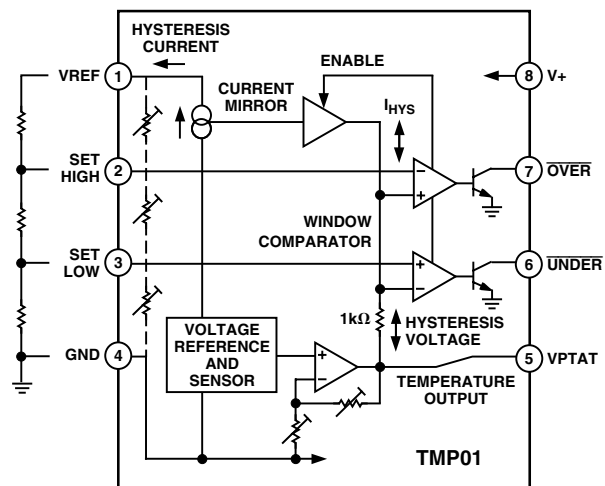 HYSTERESIS
CURRENT
VREF
1
CURRENT
MIRROR
ENABLE
IHYS
8
V+
SET
HIGH
2
7
OVER
WINDOW
COMPARATOR
SET
LOW
3
6
UNDER
1kΩ
HYSTERESIS
VOLTAGE
GND
4
VOLTAGE
REFERENCE
AND
SENSOR
5
VPTAT
TEMPERATURE
OUTPUT
TMP01
+
−
−
+
+
−